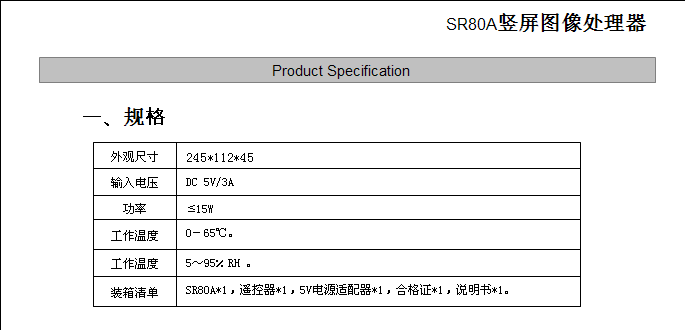 SR80A竖屏图像处理器
Product Specification
一、规格
外观尺寸 245*112*45
输入电压 DC 5V/3A
功率 ≤15W
工作温度 0－65℃。
工作温度 5～95% RH 。
装箱清单 SR80A*1，遥控器*1，5V电源适配器*1，合格证*1，说明书*1。